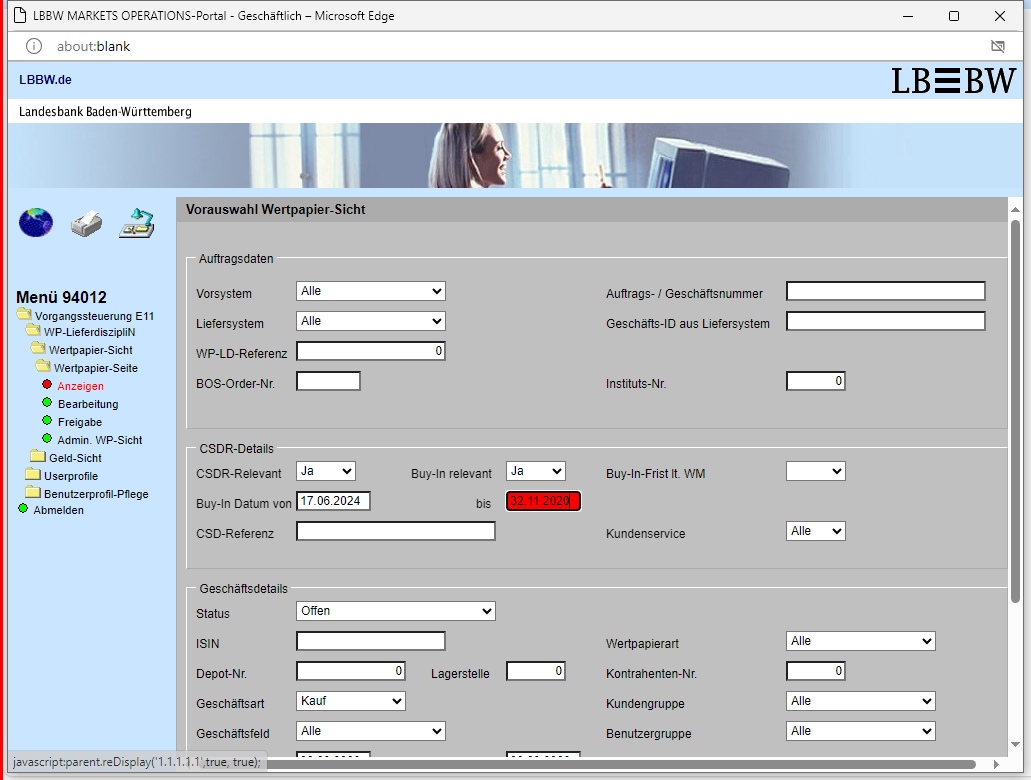 LBBW MARKETS OPERATIONS-Portal - Geschäftlich – Microsoft Edge
about:blank
LBBW.de
LBBW
Landesbank Baden-Württemberg
Menü 94012
Vorgangssteuerung E11
WP-LieferdiszipliN
Wertpapier-Sicht
Wertpapier-Seite
Anzeigen
Bearbeitung
Freigabe
Admin. WP-Sicht
Geld-Sicht
Userprofile
Benutzerprofil-Pflege
Abmelden
Vorauswahl Wertpapier-Sicht
Auftragsdaten
Vorsystem Alle Auftrags- / Geschäftsnummer
Liefersystem Alle Geschäfts-ID aus Liefersystem
WP-LD-Referenz 0
BOS-Order-Nr. Instituts-Nr. 0
CSDR-Details
CSDR-Relevant Ja Buy-In relevant Ja Buy-In-Frist lt. WM
Buy-In Datum von 17.06.2024 bis 32.11.2020
CSD-Referenz Kundenservice Alle
Geschäftsdetails
Status Offen
ISIN Wertpapierart Alle
Depot-Nr. 0 Lagerstelle 0 Kontrahenten-Nr. 0
Geschäftsart Kauf Kundengruppe Alle
Geschäftsfeld Alle Benutzergruppe Alle
javascript:parent.reDisplay('1.1.1.1.1',true, true);